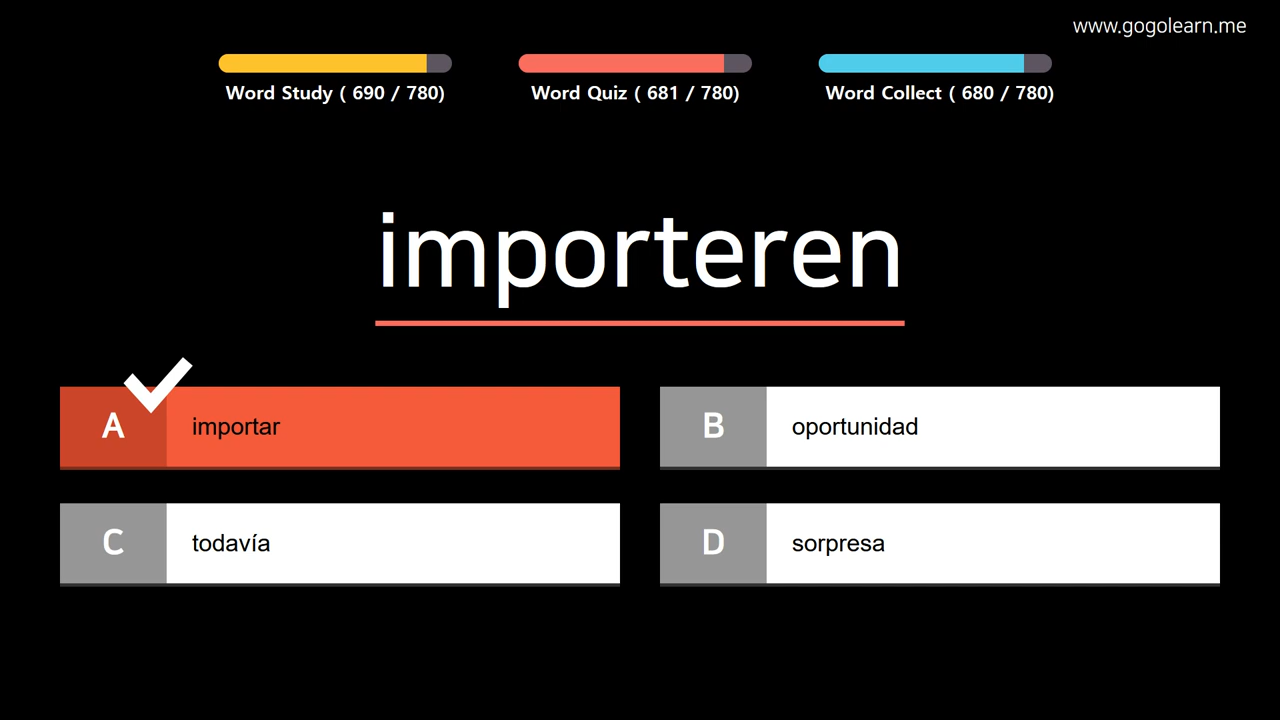 www.gogolearn.me
Word Study ( 690 / 780)
Word Quiz ( 681 / 780)
Word Collect ( 680 / 780)
importeren
A importar
B oportunidad
C todavía
D sorpresa